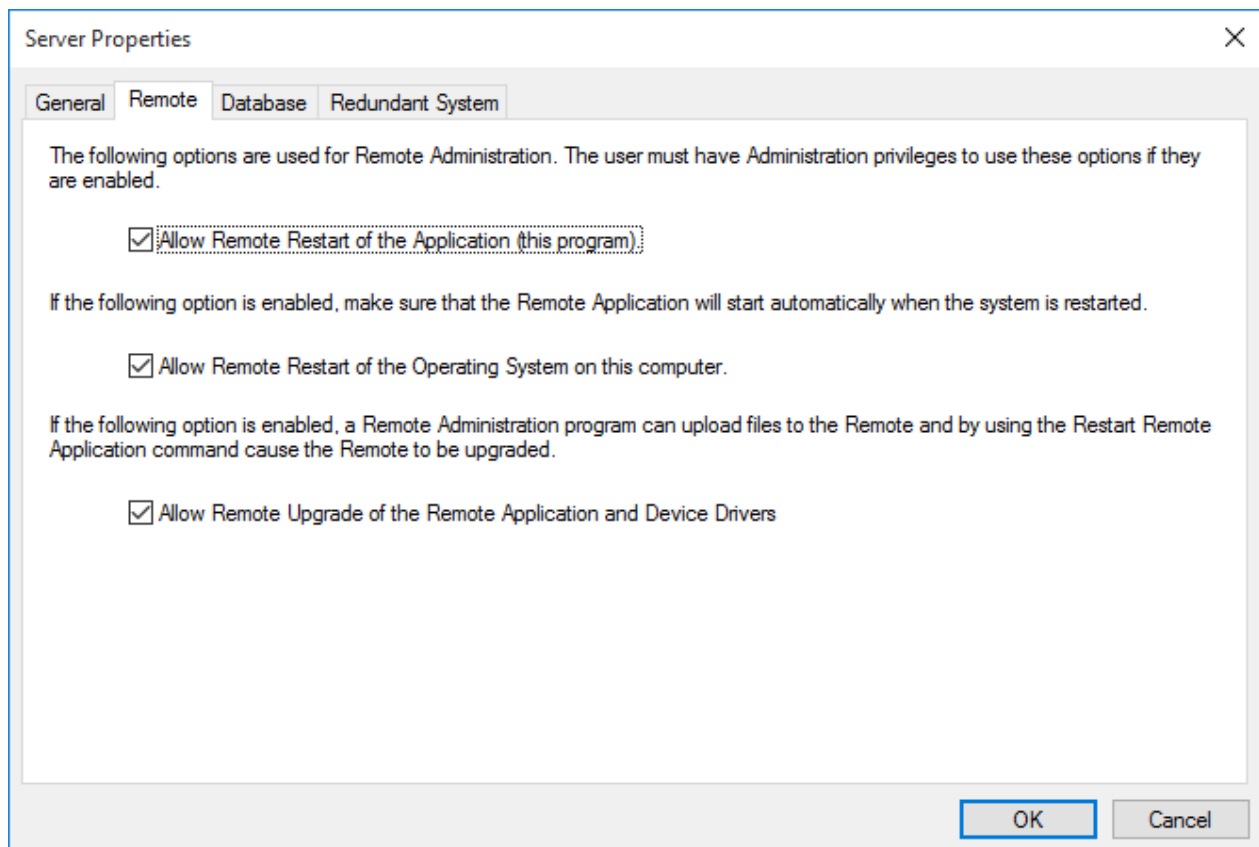 Server Properties
General Remote Database Redundant System
The following options are used for Remote Administration. The user must have Administration privileges to use these options if they
are enabled.
Allow Remote Restart of the Application (this program).
If the following option is enabled, make sure that the Remote Application will start automatically when the system is restarted.
Allow Remote Restart of the Operating System on this computer.
If the following option is enabled, a Remote Administration program can upload files to the Remote and by using the Restart Remote
Application command cause the Remote to be upgraded.
Allow Remote Upgrade of the Remote Application and Device Drivers
OK Cancel